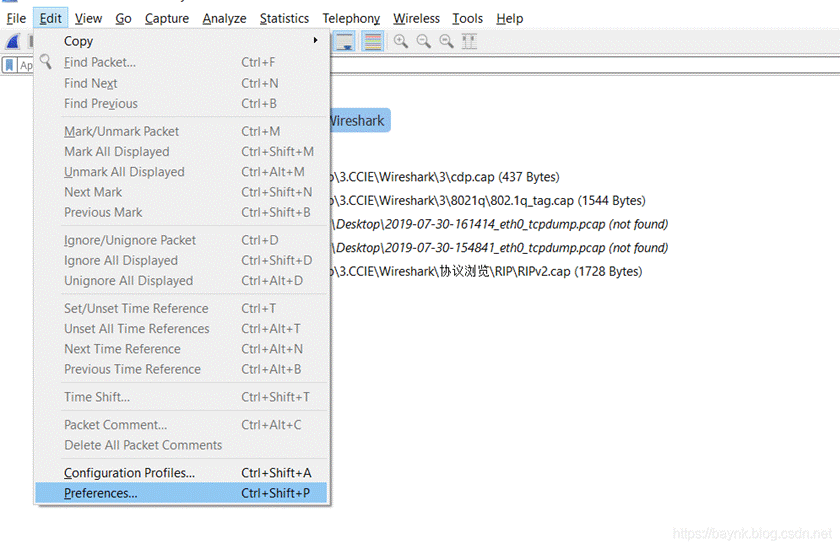 File Edit View Go Capture Analyze Statistics Telephony Wireless Tools Help
Copy
Ap
Find Packet... Ctrl+F
Find Next Ctrl+N
Find Previous Ctrl+B
Wireshark
Mark/Unmark Packet Ctrl+M
Mark All Displayed Ctrl+Shift+M
Unmark All Displayed Ctrl+Alt+M
Next Mark Ctrl+Shift+N
Previous Mark Ctrl+Shift+B
Ignore/Unignore Packet Ctrl+D
Ignore All Displayed Ctrl+Shift+D
Unignore All Displayed Ctrl+Alt+D
Set/Unset Time Reference Ctrl+T
Unset All Time References Ctrl+Alt+T
Next Time Reference Ctrl+Alt+N
Previous Time Reference Ctrl+Alt+B
Time Shift... Ctrl+Shift+T
Packet Comment... Ctrl+Alt+C
Delete All Packet Comments
Configuration Profiles... Ctrl+Shift+A
Preferences... Ctrl+Shift+P
\3.CCIE\Wireshark\3\cdp.cap (437 Bytes)
\3.CCIE\Wireshark\3\8021q\802.1q_tag.cap (1544 Bytes)
\Desktop\2019-07-30-161414_eth0_tcpdump.pcap (not found)
\Desktop\2019-07-30-154841_eth0_tcpdump.pcap (not found)
\3.CCIE\Wireshark\协议浏览\RIP\RIPv2.cap (1728 Bytes)
https://baynk.blog.csdn.net